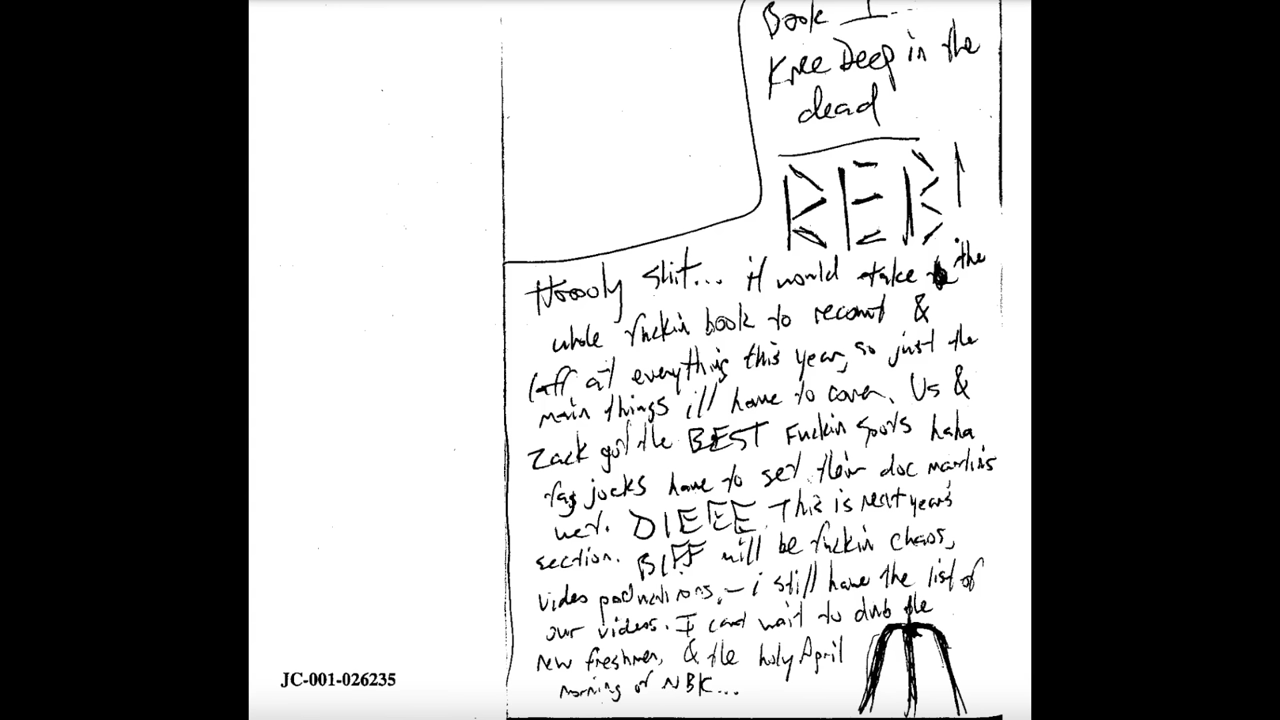 Book I...
Knee Deep in the
dead
REB!
Hoooly shit... it would take the
whole fuckin book to recount &
laff at everything this year, so just the
main things ill have to cover. Us &
Zack got the BEST Fuckin spots haha
fag jocks have to set their doc martins
wet. DIEEE This is next years
section. BIFF will be fuckin chaos,
video productions, – i still have the list of
our videos. I cant wait to dnb the
new freshmen, & the holy April
morning of NBK...
JC-001-026235